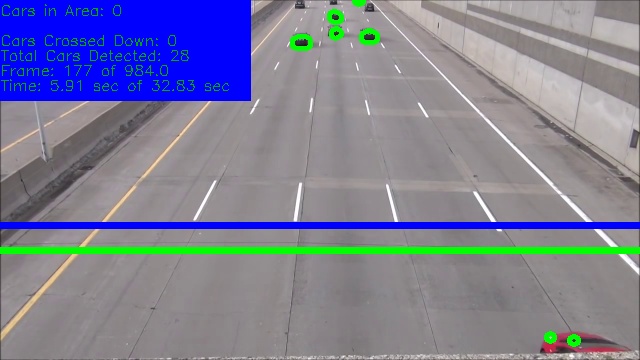 Cars in Area: 0
Cars Crossed Down: 0
Total Cars Detected: 28
Frame: 177 of 984.0
Time: 5.91 sec of 32.83 sec